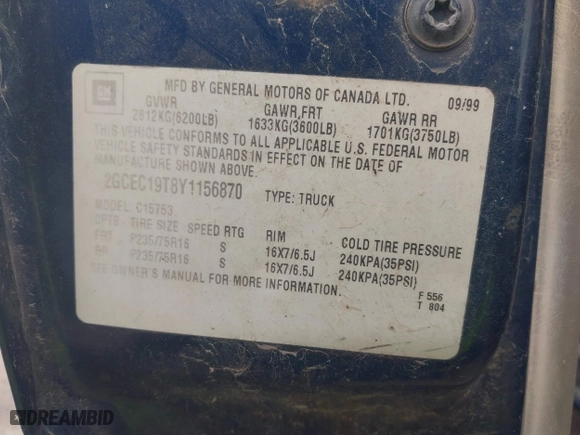 GM
MFD BY GENERAL MOTORS OF CANADA LTD. 09/99
GVWR GAWR,FRT GAWR RR
2812KG(6200LB) 1633KG(3600LB) 1701KG(3750LB)
THIS VEHICLE CONFORMS TO ALL APPLICABLE U.S. FEDERAL MOTOR
VEHICLE SAFETY STANDARDS IN EFFECT ON THE DATE OF
MANUFACTURE SHOWN ABOVE.
2GCEC19T8Y1156870 TYPE: TRUCK
MODEL: C15753
TIRE SIZE SPEED RTG RIM COLD TIRE PRESSURE
FRT P235/75R16 S 16X7/6.5J 240KPA(35PSI)
RR P235/75R16 S 16X7/6.5J 240KPA(35PSI)
SEE OWNER'S MANUAL FOR MORE INFORMATION.
F 556
T 804
DREAMBID